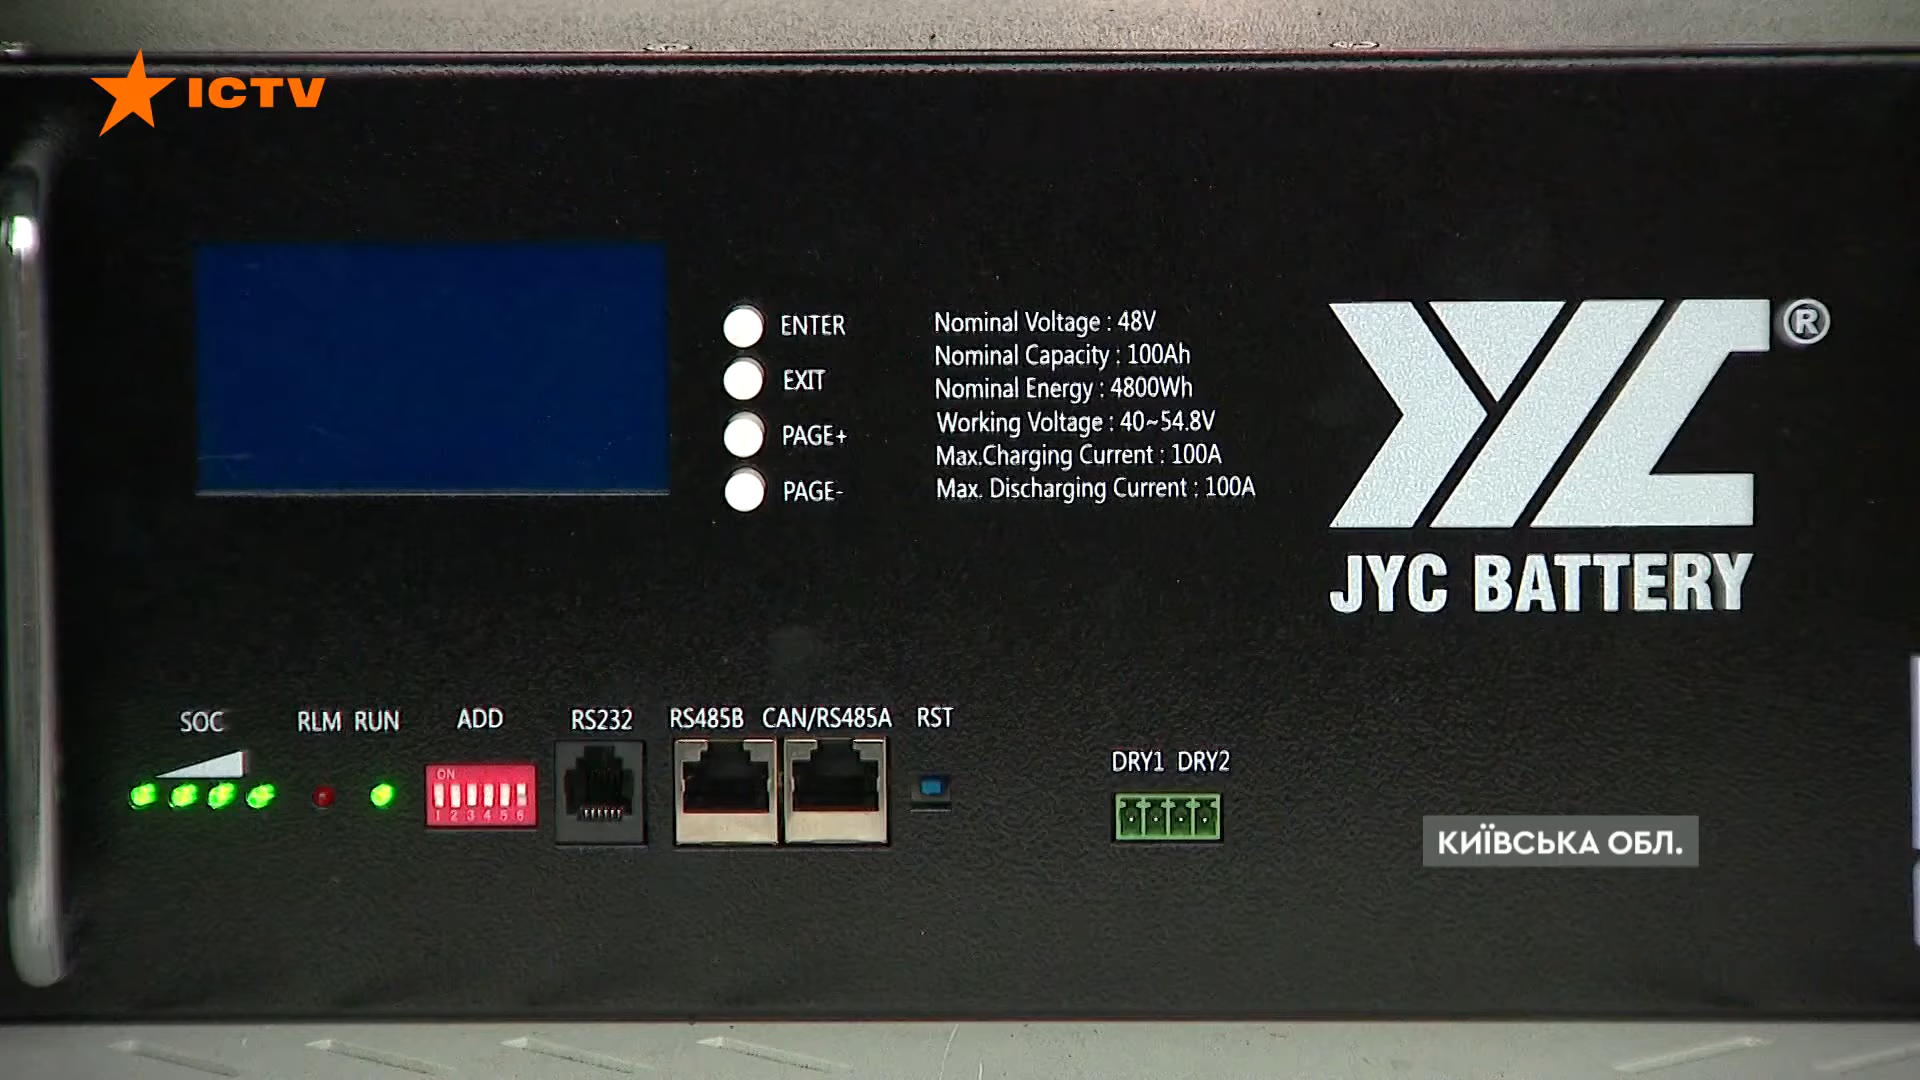 ICTV
ENTER
EXIT
PAGE+
PAGE-
Nominal Voltage : 48V
Nominal Capacity : 100Ah
Nominal Energy : 4800Wh
Working Voltage : 40~54.8V
Max.Charging Current : 100A
Max. Discharging Current : 100A
JYC ®
JYC BATTERY
SOC RLM RUN ADD RS232 RS485B CAN/RS485A RST
ON
1 2 3 4 5 6
DRY1 DRY2
КИЇВСЬКА ОБЛ.